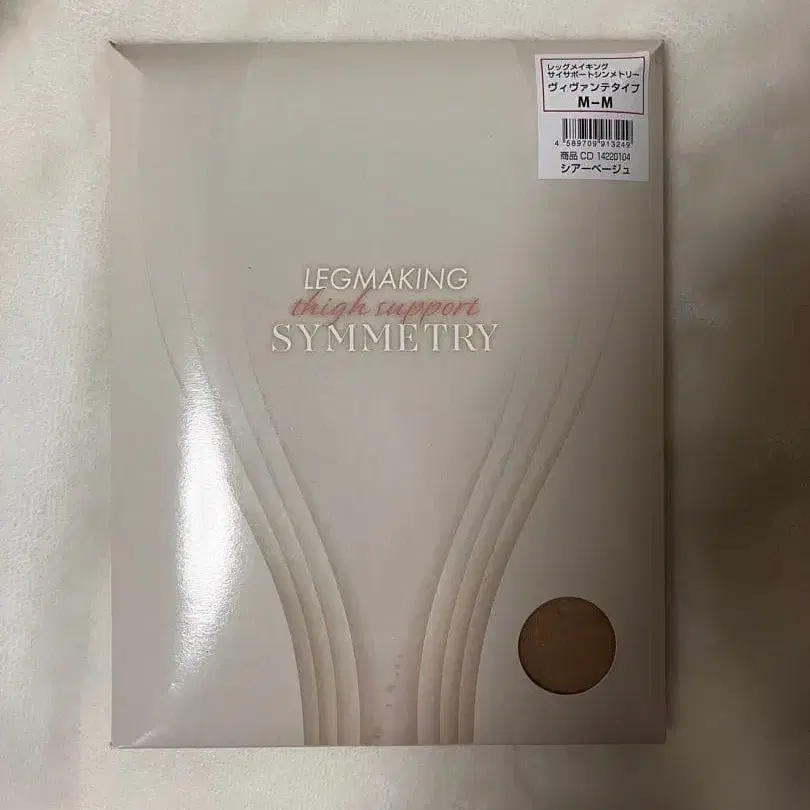 レッグメイキング
サイサポートシンメトリー
ヴィヴァンテタイプ
M-M
4 589709 913249
商品 CD 14220104
シアーベージュ
LEGMAKING
thigh support
SYMMETRY